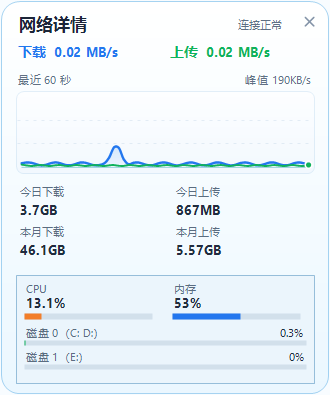 网络详情 连接正常 ×
下载 0.02 MB/s 上传 0.02 MB/s
最近 60 秒 峰值 190KB/s
今日下载 今日上传
3.7GB 867MB
本月下载 本月上传
46.1GB 5.57GB
CPU 内存
13.1% 53%
磁盘 0（C: D:） 0.3%
磁盘 1（E:） 0%